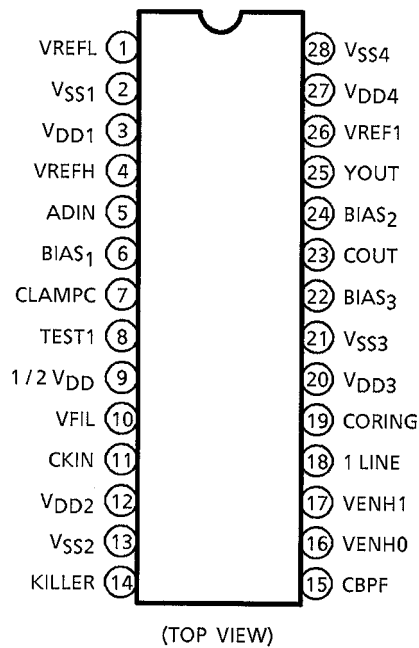 VREFL 1 28 VSS4
VSS1 2 27 VDD4
VDD1 3 26 VREF1
VREFH 4 25 YOUT
ADIN 5 24 BIAS2
BIAS1 6 23 COUT
CLAMPC 7 22 BIAS3
TEST1 8 21 VSS3
1/2 VDD 9 20 VDD3
VFIL 10 19 CORING
CKIN 11 18 1 LINE
VDD2 12 17 VENH1
VSS2 13 16 VENH0
KILLER 14 15 CBPF
(TOP VIEW)